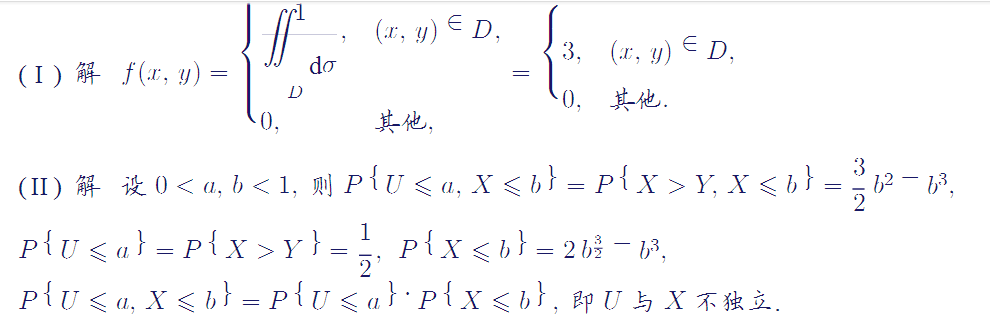 (I) 解 f(x, y) = { 1/∬_D dσ, (x, y) ∈ D, 0, 其他, = { 3, (x, y) ∈ D, 0, 其他.
(II) 解 设 0 < a, b < 1, 则 P{U ⩽ a, X ⩽ b} = P{X > Y, X ⩽ b} = 3/2 b² − b³,
P{U ⩽ a} = P{X > Y} = 1/2, P{X ⩽ b} = 2b^(3/2) − b³,
P{U ⩽ a, X ⩽ b} = P{U ⩽ a}·P{X ⩽ b}, 即 U 与 X 不独立.